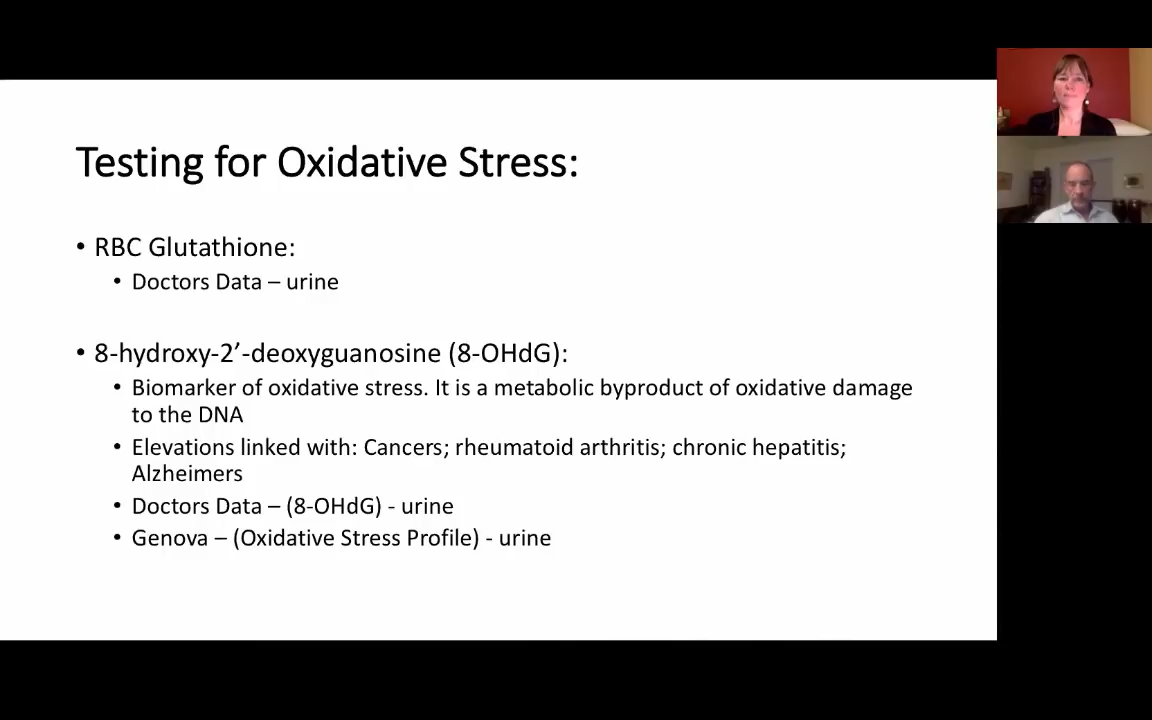 Testing for Oxidative Stress:
• RBC Glutathione:
• Doctors Data – urine
• 8-hydroxy-2’-deoxyguanosine (8-OHdG):
• Biomarker of oxidative stress. It is a metabolic byproduct of oxidative damage
to the DNA
• Elevations linked with: Cancers; rheumatoid arthritis; chronic hepatitis;
Alzheimers
• Doctors Data – (8-OHdG) - urine
• Genova – (Oxidative Stress Profile) - urine